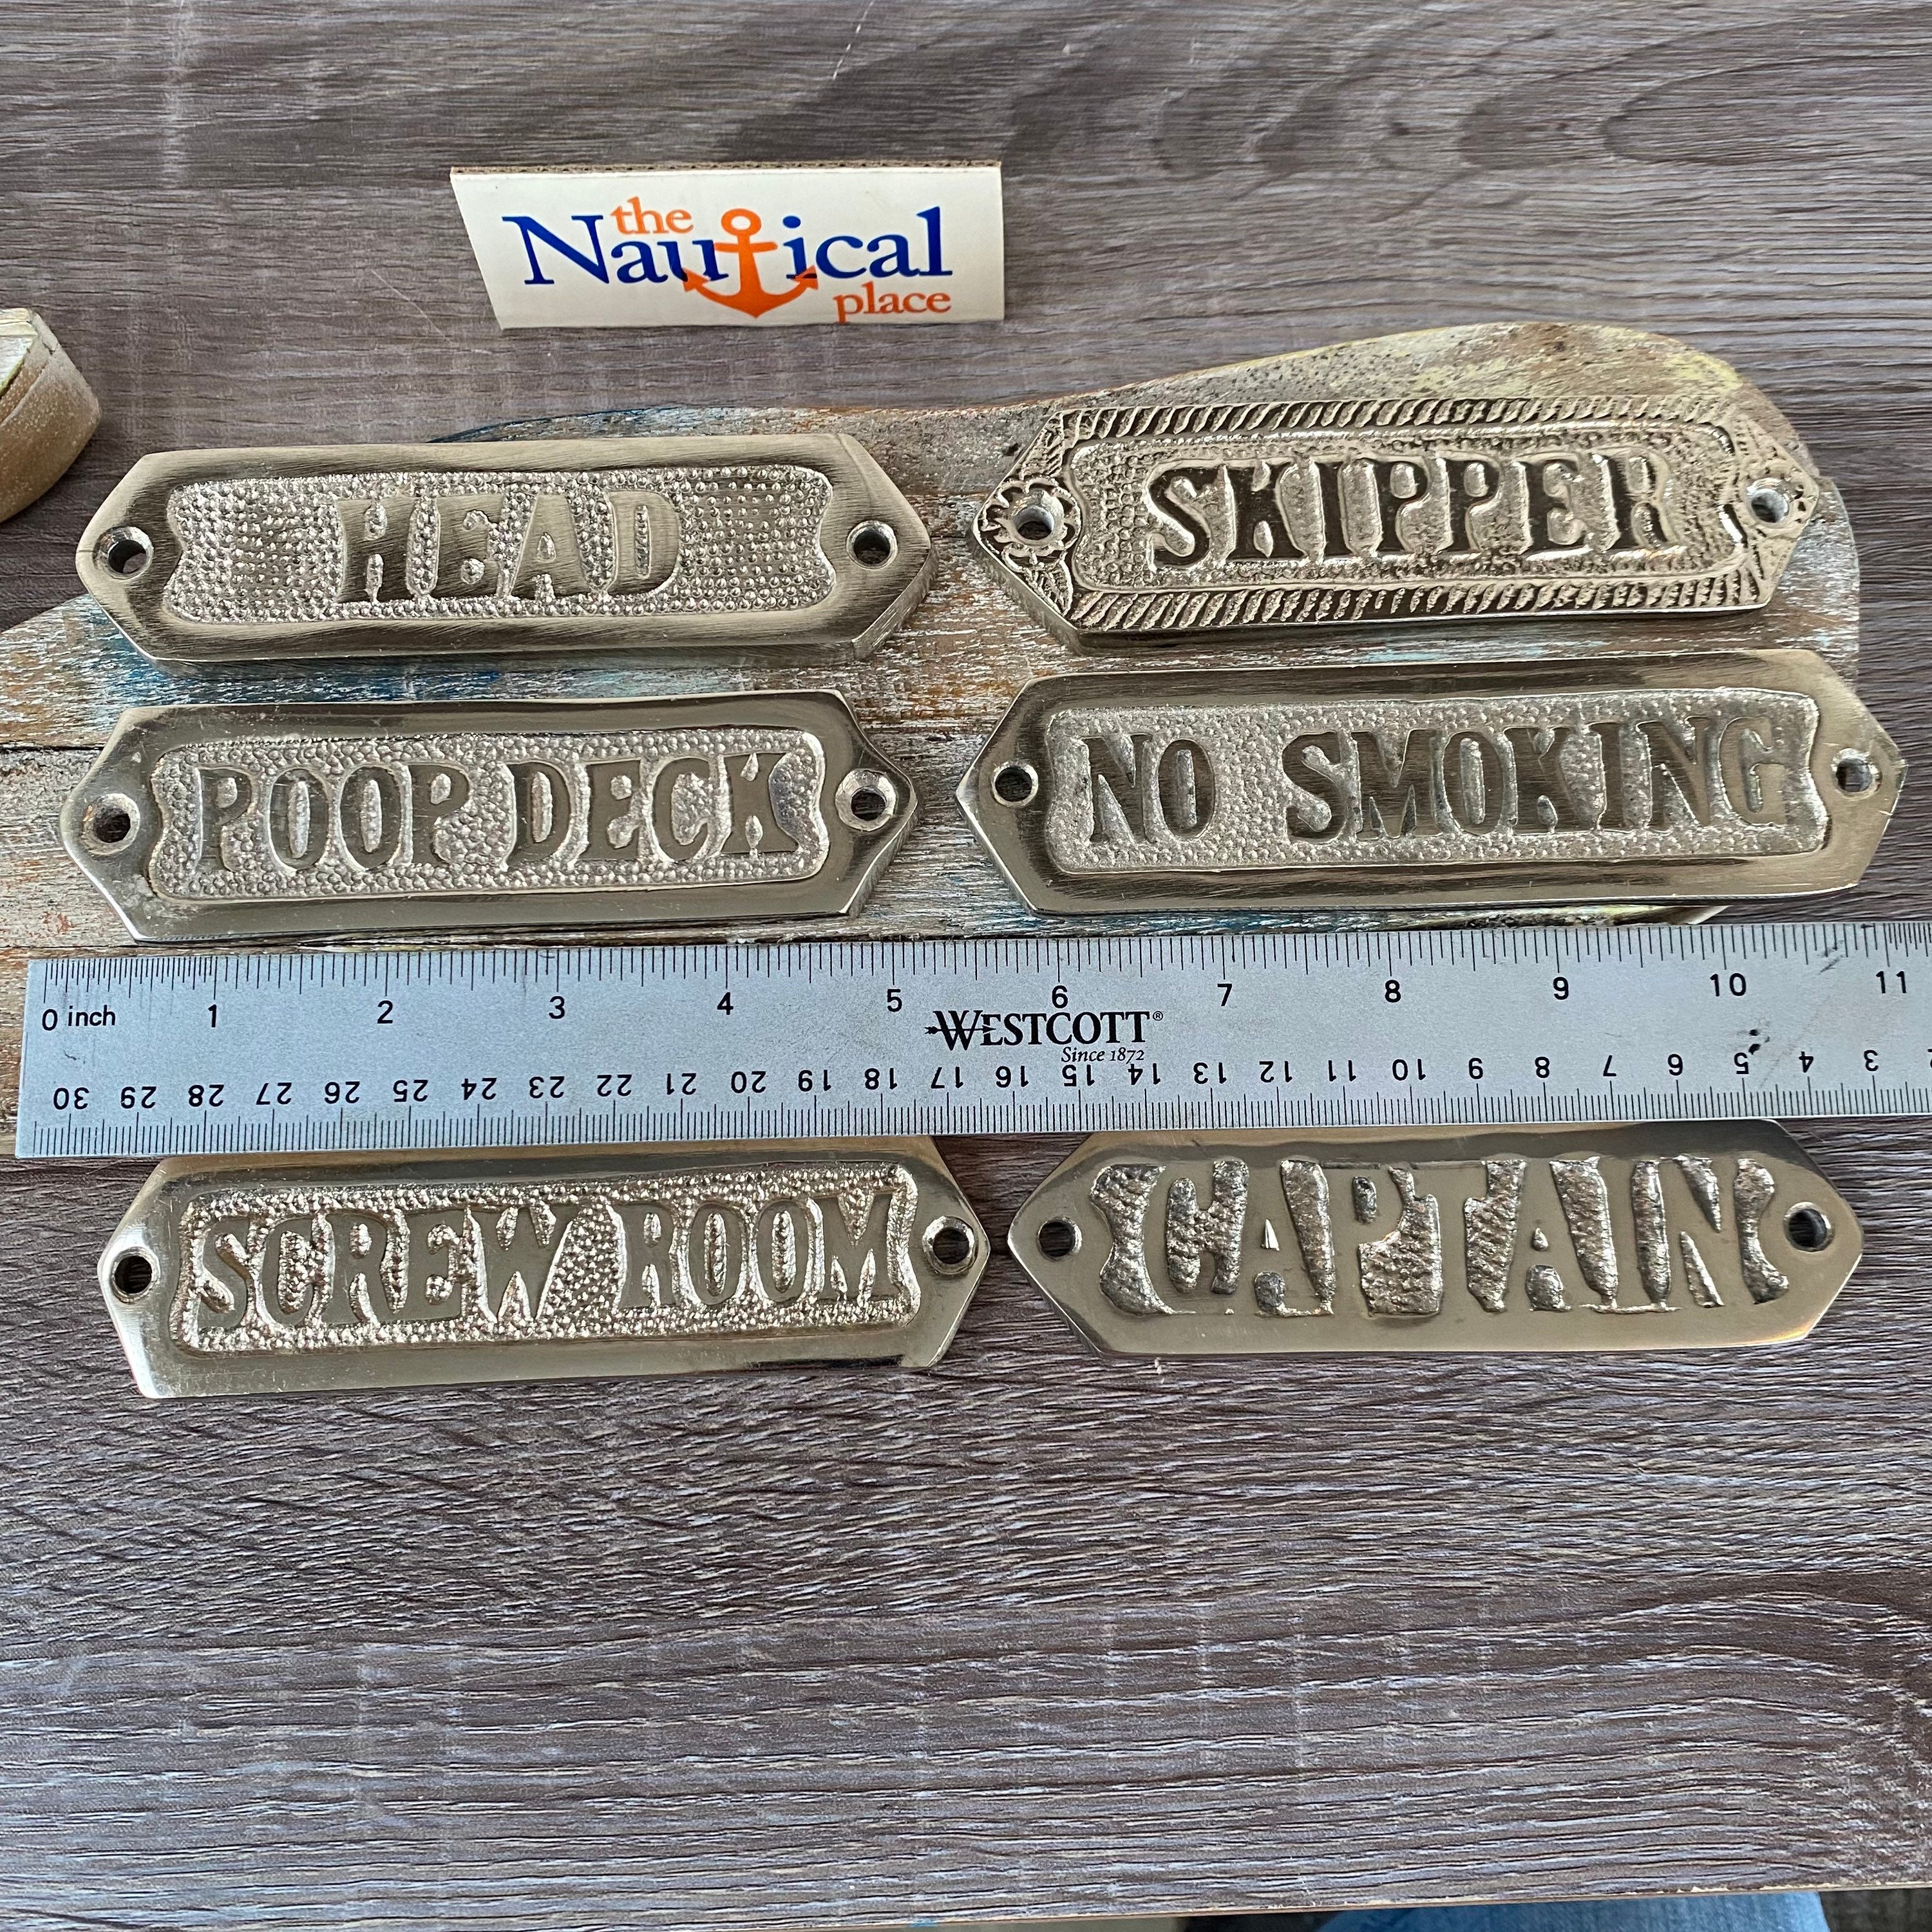 the
Nautical
place
HEAD
SKIPPER
POOP DECK
NO SMOKING
0 inch 1 2 3 4 5 6 7 8 9 10 11
WESTCOTT®
Since 1872
30 29 28 27 26 25 24 23 22 21 20 19 18 17 16 15 14 13 12 11 10 9 8 7 6 5 4 3
SCREW ROOM
CAPTAIN